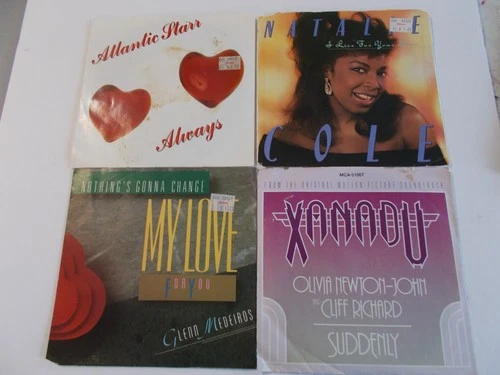 Atlantic Starr
Always
NATALIE
I Live For Your
COLE
NOTHING'S GONNA CHANGE
MY LOVE
FOR YOU
GLENN MEDEIROS
MCA-51007
FROM THE ORIGINAL MOTION PICTURE SOUNDTRACK
XANADU
OLIVIA NEWTON-JOHN
AND CLIFF RICHARD
SUDDENLY